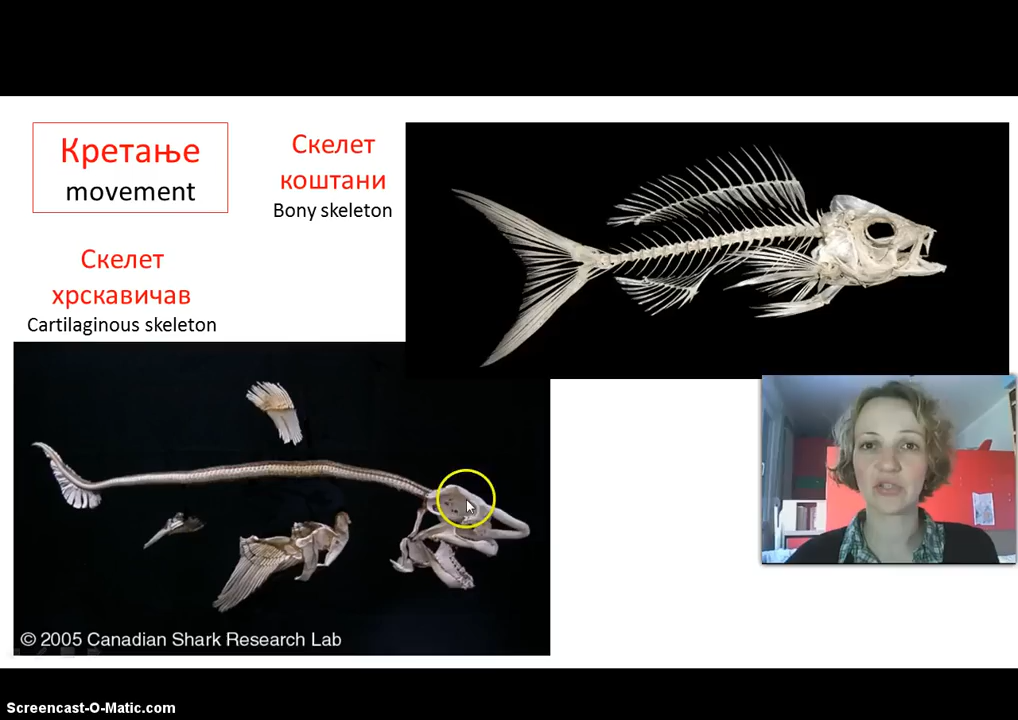 Кретање
movement
Скелет
коштани
Bony skeleton
Скелет
хрскавичав
Cartilaginous skeleton
© 2005 Canadian Shark Research Lab
Screencast-O-Matic.com